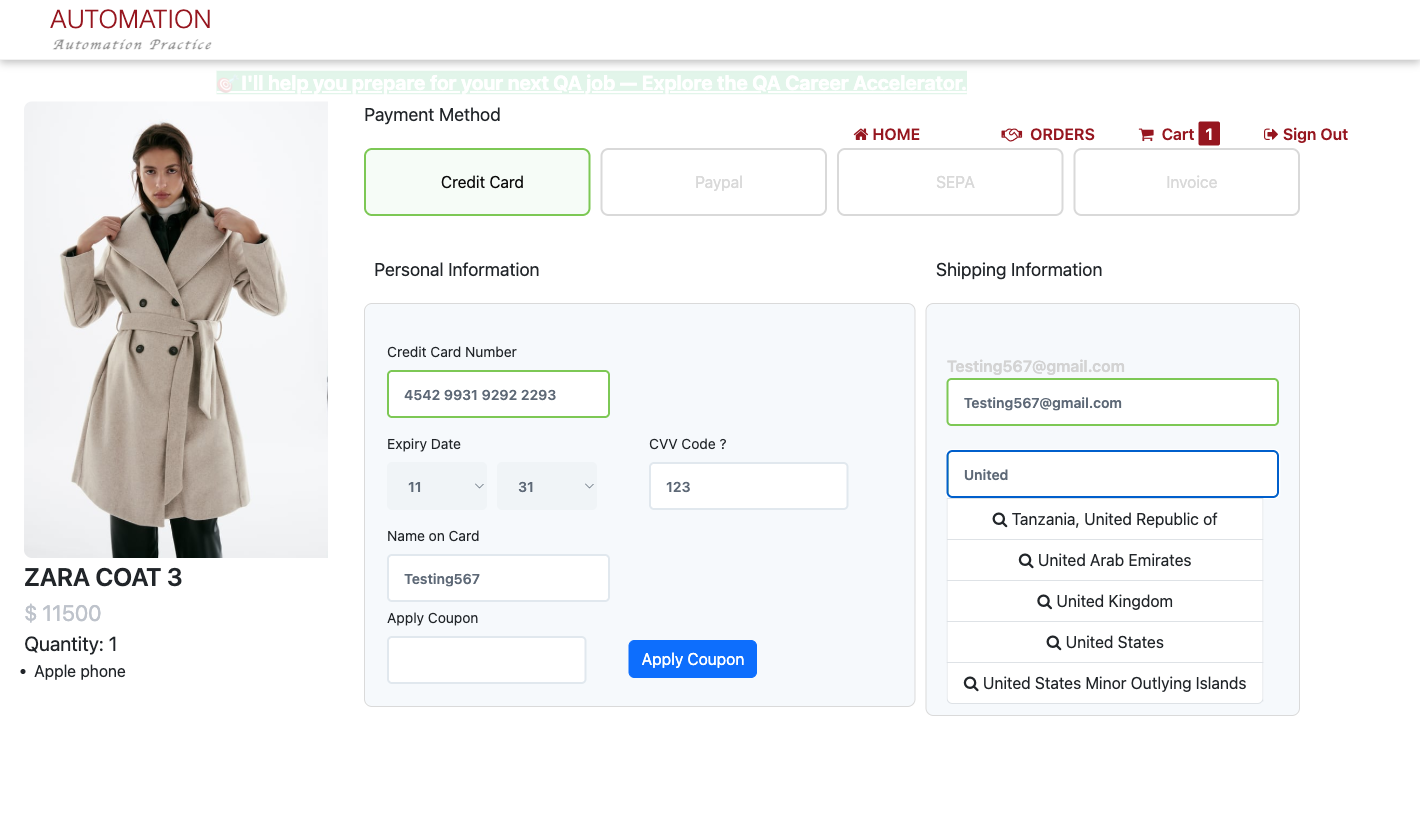 AUTOMATION
Automation Practice
🎯 I'll help you prepare for your next QA job — Explore the QA Career Accelerator.
HOME
ORDERS
Cart 1
Sign Out
Payment Method
Credit Card
Paypal
SEPA
Invoice
ZARA COAT 3
$ 11500
Quantity: 1
• Apple phone
Personal Information
Credit Card Number
4542 9931 9292 2293
Expiry Date
CVV Code ?
11
31
123
Name on Card
Testing567
Apply Coupon
Apply Coupon
Shipping Information
Testing567@gmail.com
Testing567@gmail.com
United
Tanzania, United Republic of
United Arab Emirates
United Kingdom
United States
United States Minor Outlying Islands